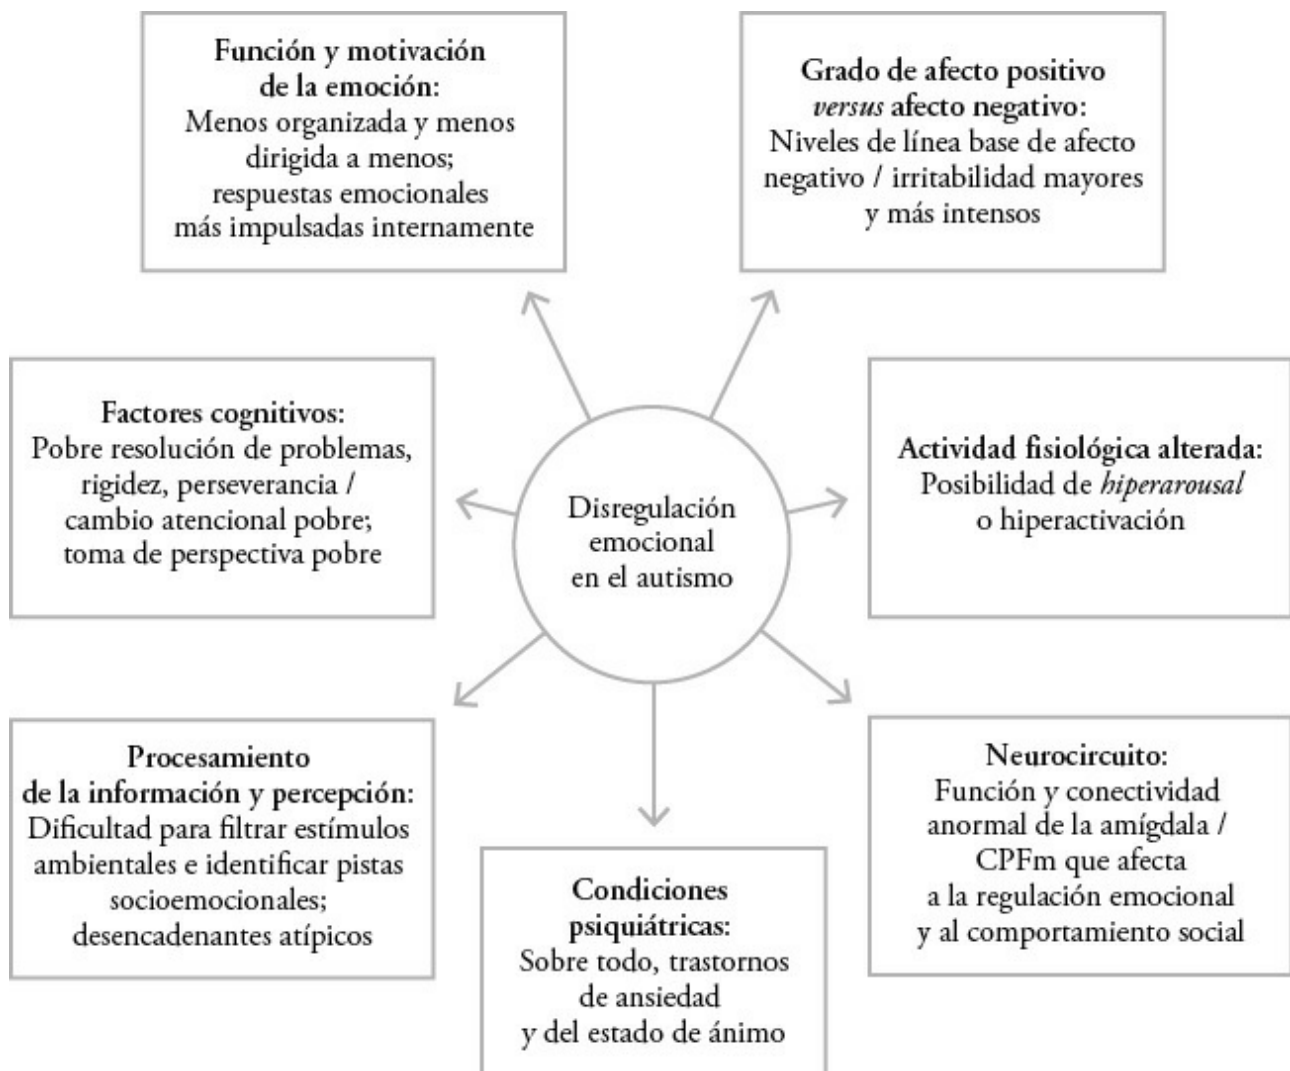 Función y motivación
de la emoción:
Menos organizada y menos
dirigida a menos;
respuestas emocionales
más impulsadas internamente
Grado de afecto positivo
versus afecto negativo:
Niveles de línea base de afecto
negativo / irritabilidad mayores
y más intensos
Factores cognitivos:
Pobre resolución de problemas,
rigidez, perseverancia /
cambio atencional pobre;
toma de perspectiva pobre
Disregulación
emocional
en el autismo
Actividad fisiológica alterada:
Posibilidad de hiperarousal
o hiperactivación
Procesamiento
de la información y percepción:
Dificultad para filtrar estímulos
ambientales e identificar pistas
socioemocionales;
desencadenantes atípicos
Condiciones
psiquiátricas:
Sobre todo, trastornos
de ansiedad
y del estado de ánimo
Neurocircuito:
Función y conectividad
anormal de la amígdala /
CPFm que afecta
a la regulación emocional
y al comportamiento social